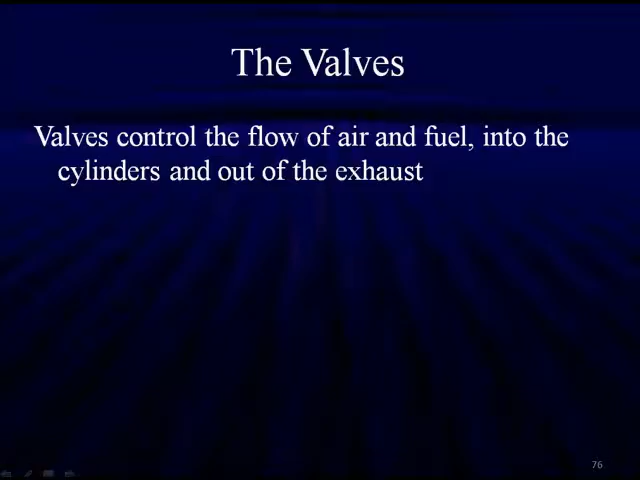 The Valves
Valves control the flow of air and fuel, into the
cylinders and out of the exhaust
76